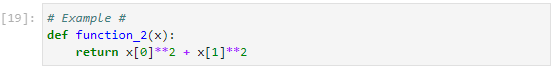 [19]: # Example #
def function_2(x):
    return x[0]**2 + x[1]**2